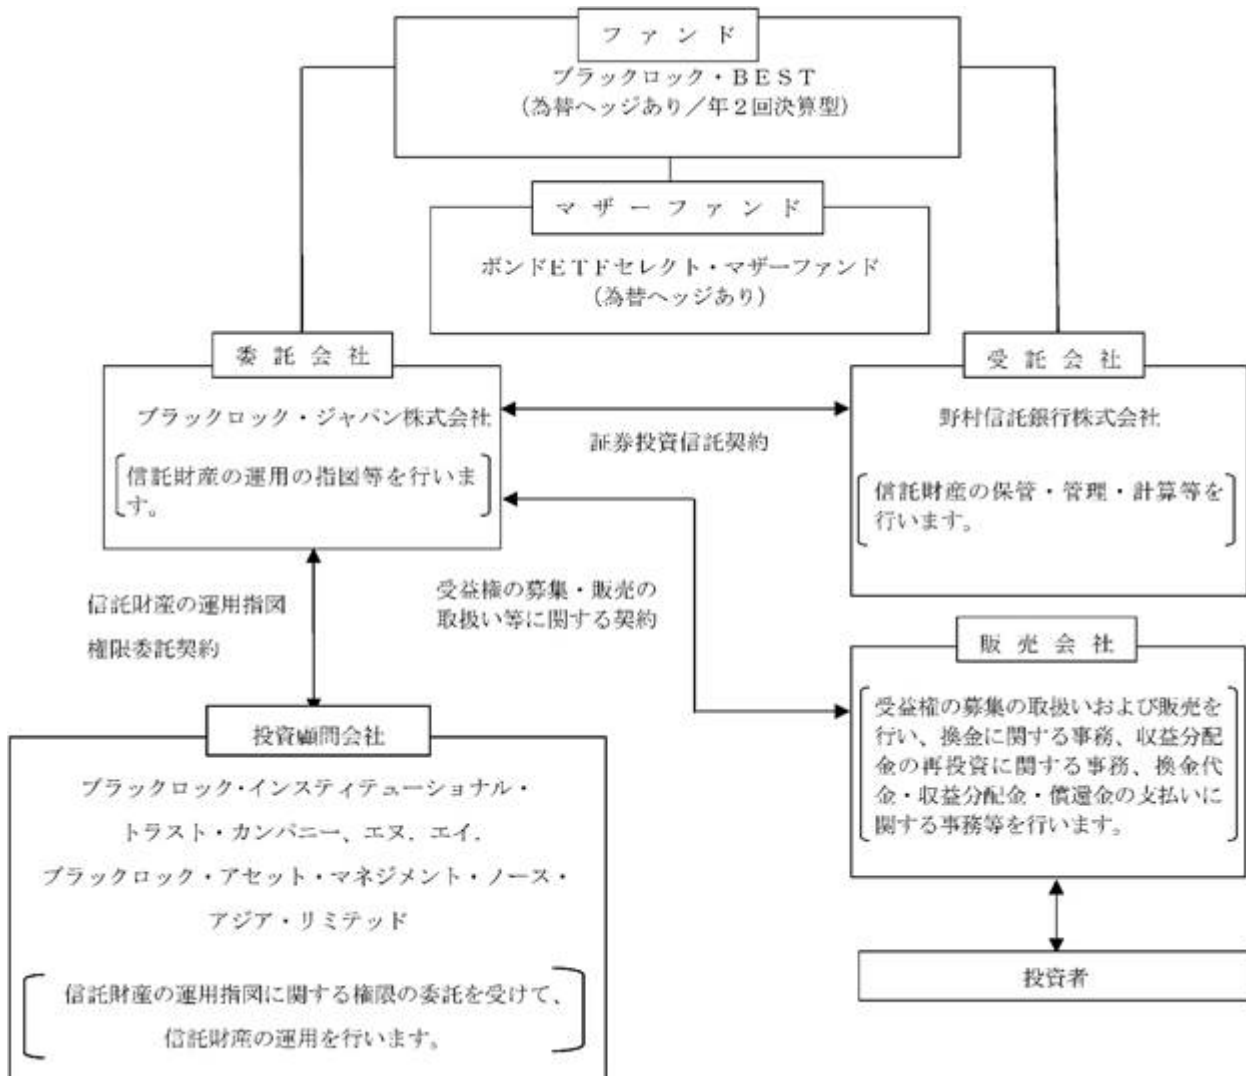 ファンド
ブラックロック・ＢＥＳＴ
（為替ヘッジあり／年２回決算型）
マザーファンド
ボンドＥＴＦセレクト・マザーファンド
（為替ヘッジあり）
委託会社
ブラックロック・ジャパン株式会社
信託財産の運用の指図等を行いま
す。
証券投資信託契約
受託会社
野村信託銀行株式会社
信託財産の保管・管理・計算等を
行います。
信託財産の運用指図
権限委託契約
受益権の募集・販売の
取扱い等に関する契約
販売会社
受益権の募集の取扱いおよび販売を
行い、換金に関する事務、収益分配
金の再投資に関する事務、換金代
金・収益分配金・償還金の支払いに
関する事務等を行います。
投資者
投資顧問会社
ブラックロック・インスティテューショナル・
トラスト・カンパニー、エヌ．エイ．
ブラックロック・アセット・マネジメント・ノース・
アジア・リミテッド
信託財産の運用指図に関する権限の委託を受けて、
信託財産の運用を行います。